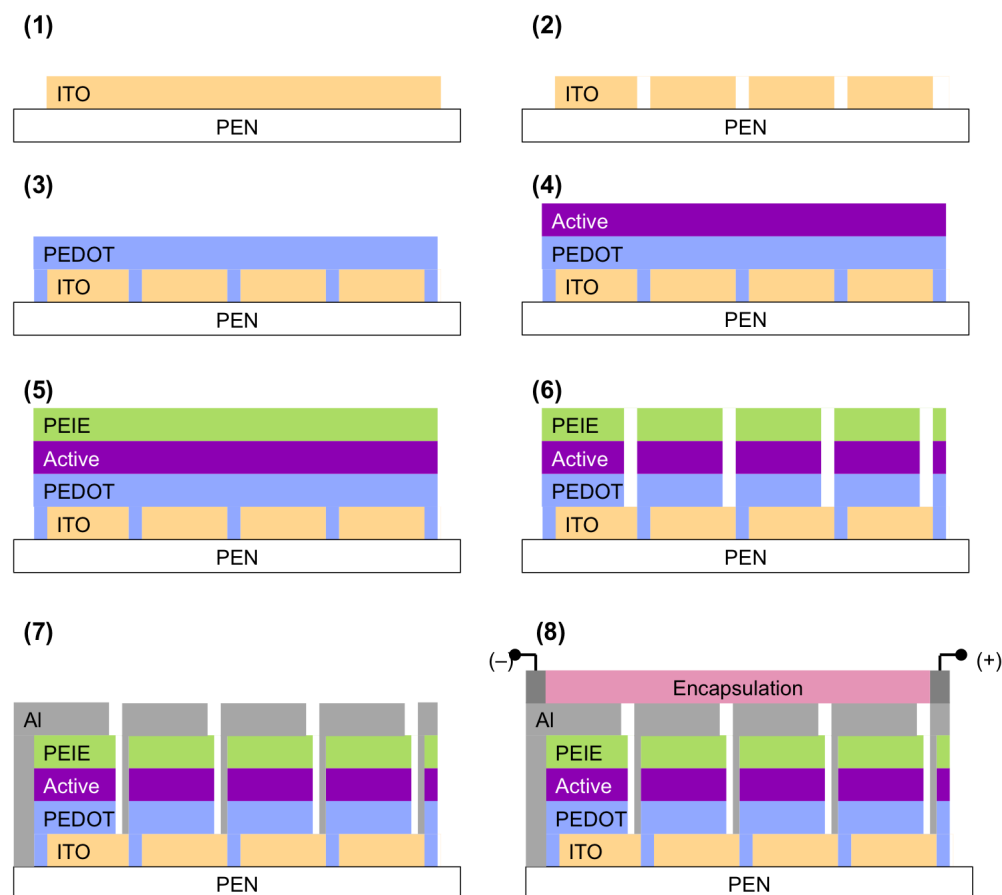 (1)
ITO
PEN
(2)
ITO
PEN
(3)
PEDOT
ITO
PEN
(4)
Active
PEDOT
ITO
PEN
(5)
PEIE
Active
PEDOT
ITO
PEN
(6)
PEIE
Active
PEDOT
ITO
PEN
(7)
Al
PEIE
Active
PEDOT
ITO
PEN
(8)
(–) (+)
Encapsulation
Al
PEIE
Active
PEDOT
ITO
PEN